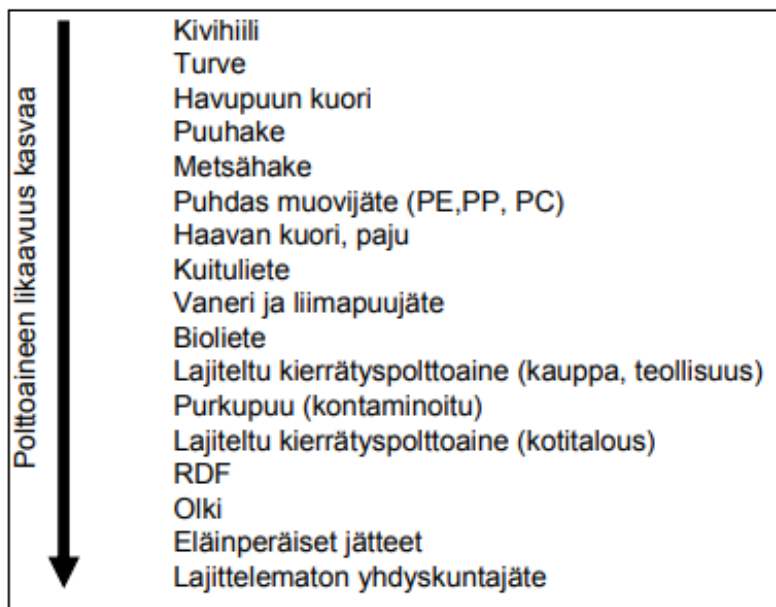 Polttoaineen likaavuus kasvaa
Kivihiili
Turve
Havupuun kuori
Puuhake
Metsähake
Puhdas muovijäte (PE,PP, PC)
Haavan kuori, paju
Kuituliete
Vaneri ja liimapuujäte
Bioliete
Lajiteltu kierrätyspolttoaine (kauppa, teollisuus)
Purkupuu (kontaminoitu)
Lajiteltu kierrätyspolttoaine (kotitalous)
RDF
Olki
Eläinperäiset jätteet
Lajittelematon yhdyskuntajäte